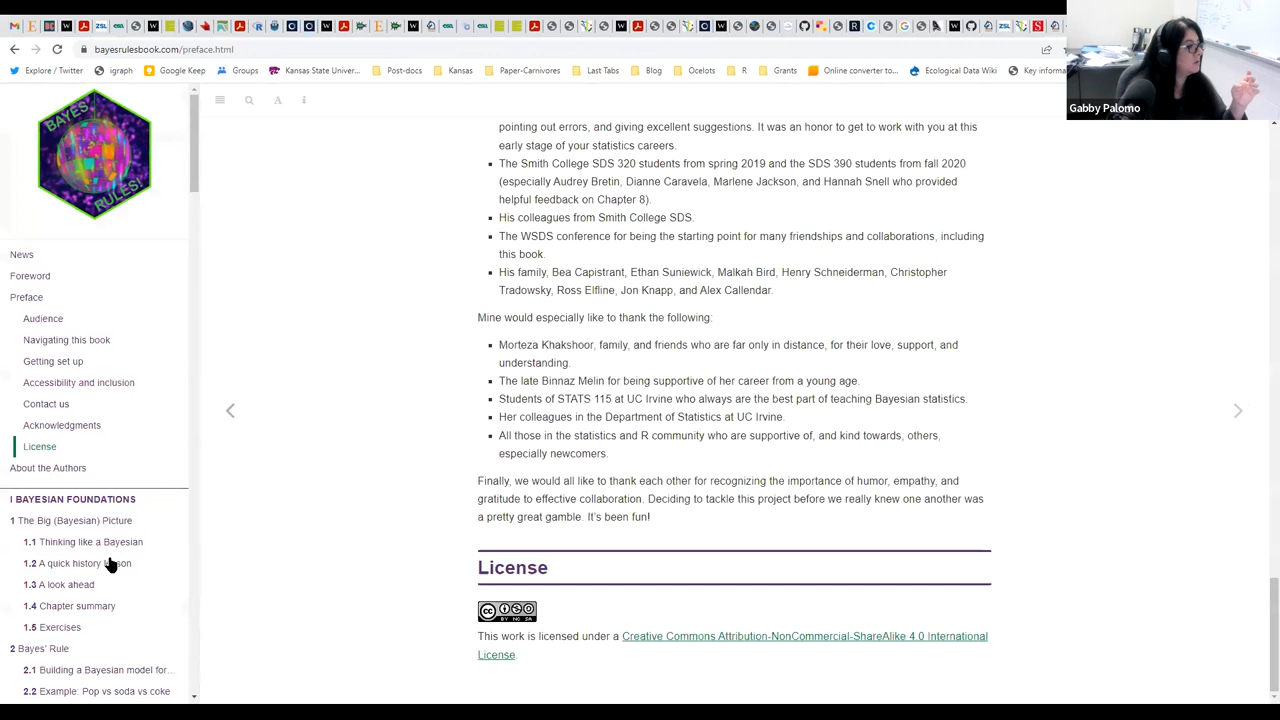 bayesrulesbook.com/preface.html
Explore / Twitter
igraph
Google Keep
Groups
Kansas State Univer...
Post-docs
Kansas
Paper-Carnivores
Last Tabs
Blog
Ocelots
R
Grants
Online converter to...
Ecological Data Wiki
Key informa
Gabby Palomo
BAYES
RULES!
News
Foreword
Preface
Audience
Navigating this book
Getting set up
Accessibility and inclusion
Contact us
Acknowledgments
License
About the Authors
I BAYESIAN FOUNDATIONS
1 The Big (Bayesian) Picture
1.1 Thinking like a Bayesian
1.2 A quick history
1.3 A look ahead
1.4 Chapter summary
1.5 Exercises
2 Bayes' Rule
2.1 Building a Bayesian model for...
2.2 Example: Pop vs soda vs coke
pointing out errors, and giving excellent suggestions. It was an honor to get to work with you at this
early stage of your statistics careers.
▪ The Smith College SDS 320 students from spring 2019 and the SDS 390 students from fall 2020
(especially Audrey Bretin, Dianne Caravela, Marlene Jackson, and Hannah Snell who provided
helpful feedback on Chapter 8).
▪ His colleagues from Smith College SDS.
▪ The WSDS conference for being the starting point for many friendships and collaborations, including
this book.
▪ His family, Bea Capistrant, Ethan Suniewick, Malkah Bird, Henry Schneiderman, Christopher
Tradowsky, Ross Elfline, Jon Knapp, and Alex Callendar.
Mine would especially like to thank the following:
▪ Morteza Khakshoor, family, and friends who are far only in distance, for their love, support, and
understanding.
▪ The late Binnaz Melin for being supportive of her career from a young age.
▪ Students of STATS 115 at UC Irvine who always are the best part of teaching Bayesian statistics.
▪ Her colleagues in the Department of Statistics at UC Irvine.
▪ All those in the statistics and R community who are supportive of, and kind towards, others,
especially newcomers.
Finally, we would all like to thank each other for recognizing the importance of humor, empathy, and
gratitude to effective collaboration. Deciding to tackle this project before we really knew one another was
a pretty great gamble. It's been fun!
License
CC BY NC SA
This work is licensed under a Creative Commons Attribution-NonCommercial-ShareAlike 4.0 International
License.